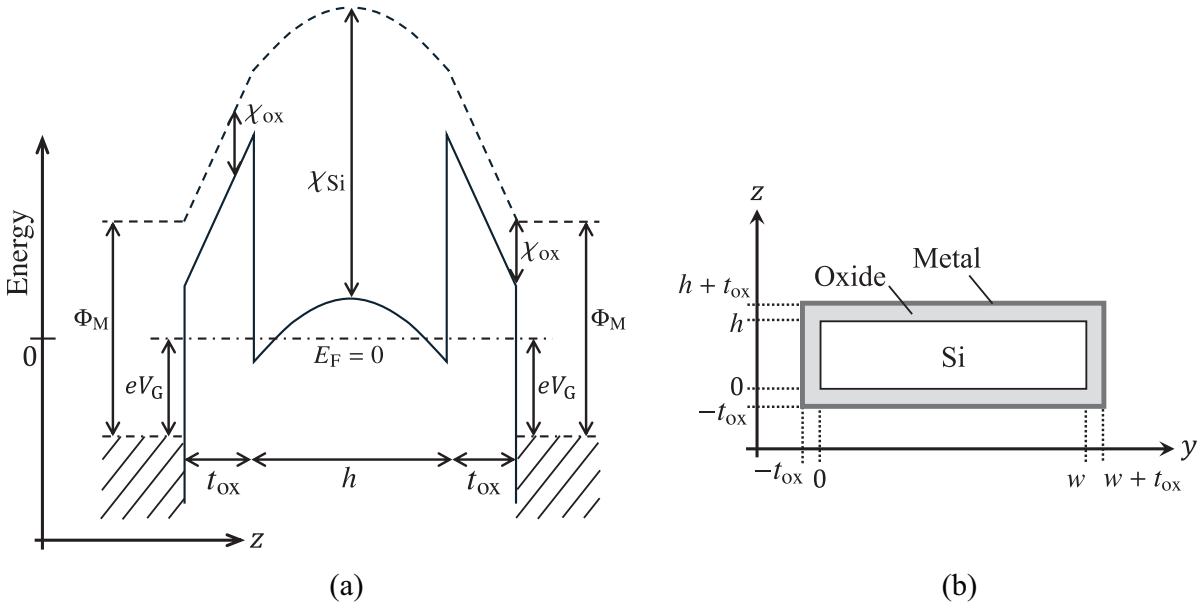 Energy
0
χox
χSi
χox
ΦM
ΦM
EF = 0
eVG
eVG
tox
h
tox
z
(a)
z
Metal
Oxide
h + tox
h
Si
0
−tox
y
−tox
0
w
w + tox
(b)